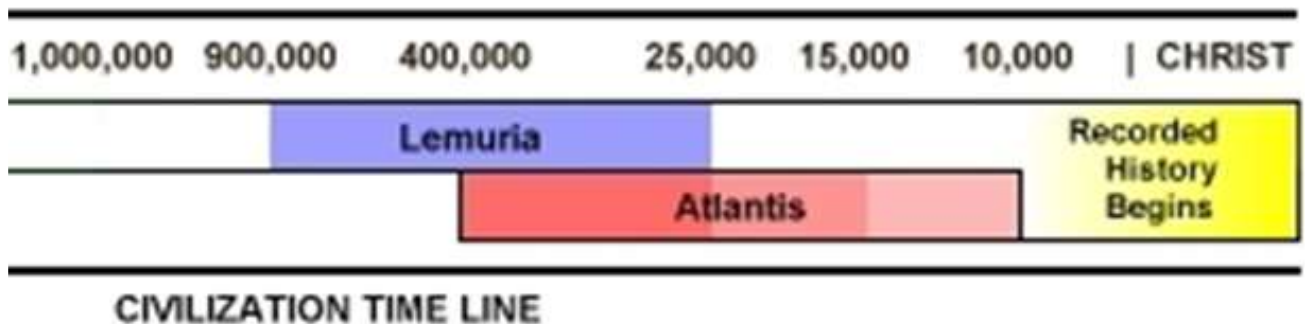 1,000,000 900,000 400,000 25,000 15,000 10,000 | CHRIST
Lemuria
Atlantis
Recorded
History
Begins
CIVILIZATION TIME LINE